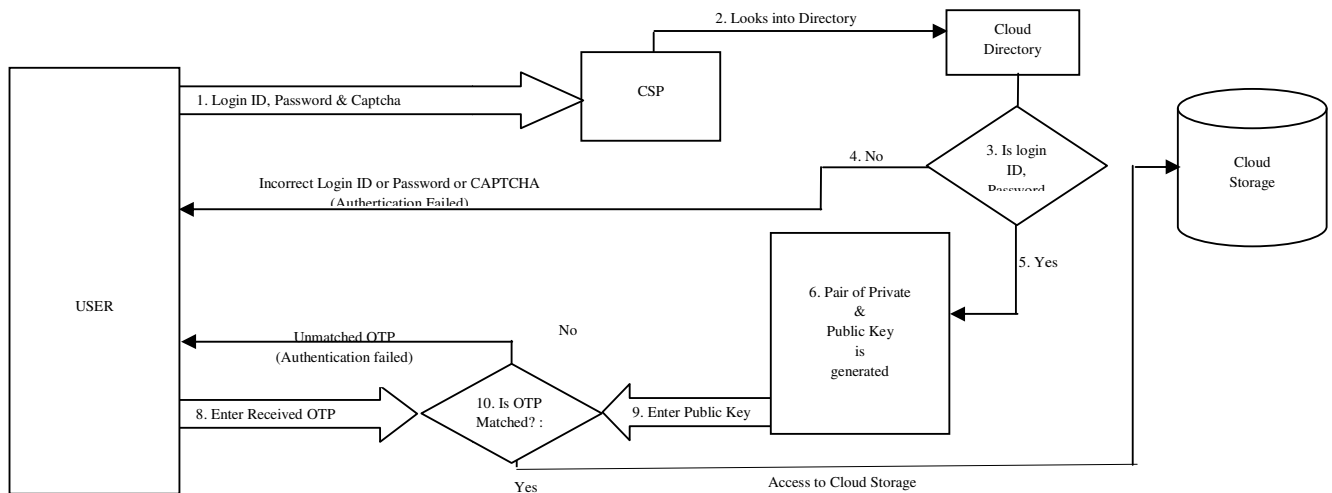 2. Looks into Directory
Cloud
Directory
CSP
1. Login ID, Password & Captcha
3. Is login
ID,
Password
4. No
Cloud
Storage
Incorrect Login ID or Password or CAPTCHA
(Authertication Failed)
5. Yes
6. Pair of Private
&
Public Key
is
generated
USER
No
Unmatched OTP
(Authentication failed)
10. Is OTP
Matched? :
8. Enter Received OTP
9. Enter Public Key
Yes
Access to Cloud Storage